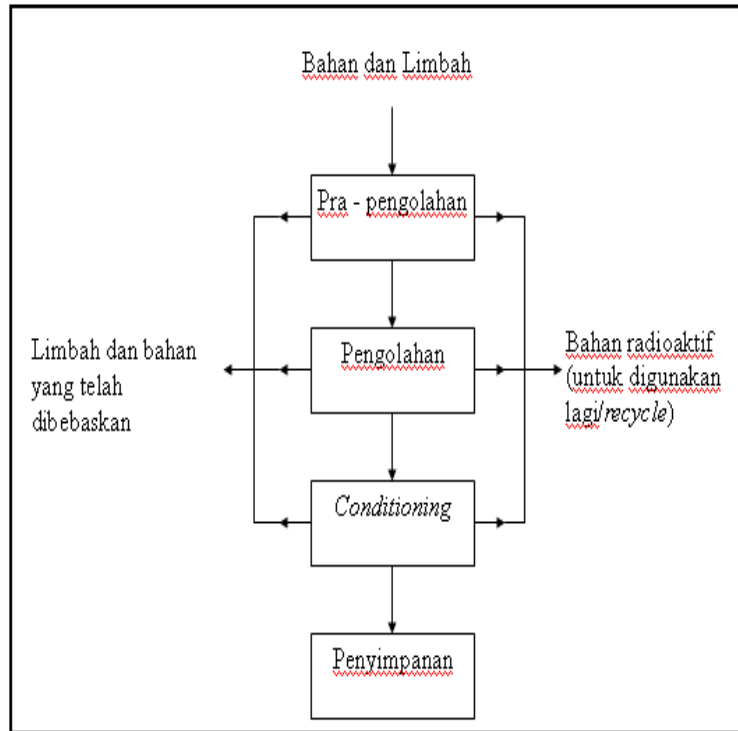 Bahan dan Limbah
Pra - pengolahan
Pengolahan
Limbah dan bahan
yang telah
dibebaskan
Bahan radioaktif
(untuk digunakan
lagi/recycle)
Conditioning
Penyimpanan